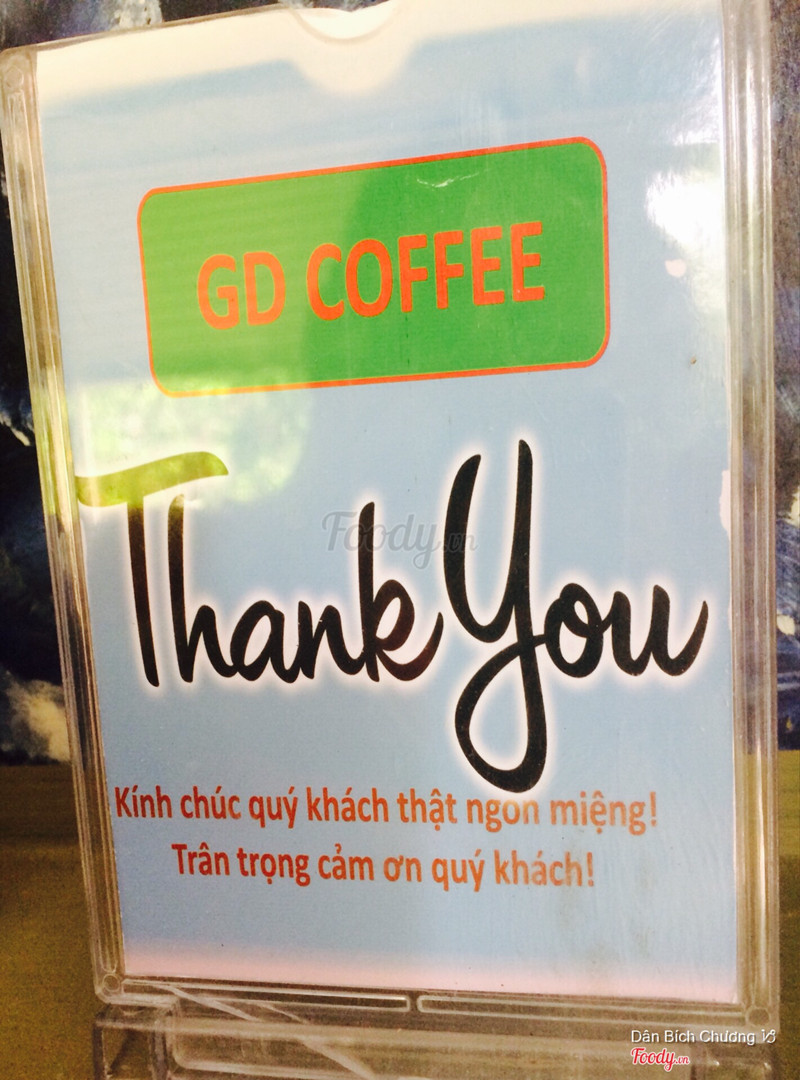 GD COFFEE
Thank You
Foody.vn
Kính chúc quý khách thật ngon miệng!
Trân trọng cảm ơn quý khách!
Dân Bích Chương
Foody.vn